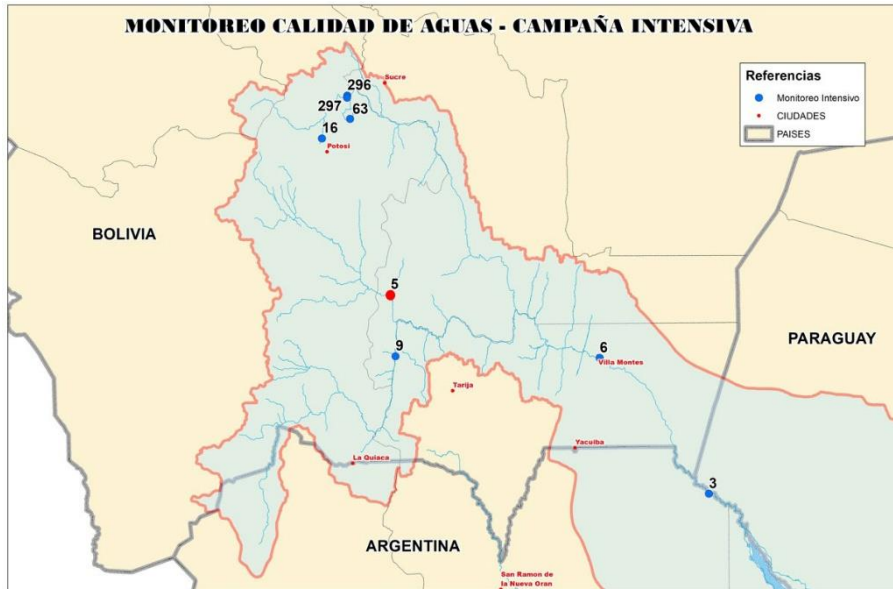 MONITOREO CALIDAD DE AGUAS - CAMPAÑA INTENSIVA
Referencias
Monitoreo Intensivo
CIUDADES
PAISES
296
Sucre
297
63
16
Potosi
BOLIVIA
5
PARAGUAY
9
6
Villa Montes
Tarija
Yacuiba
La Quiaca
3
ARGENTINA
San Ramon de
la Nueva Oran